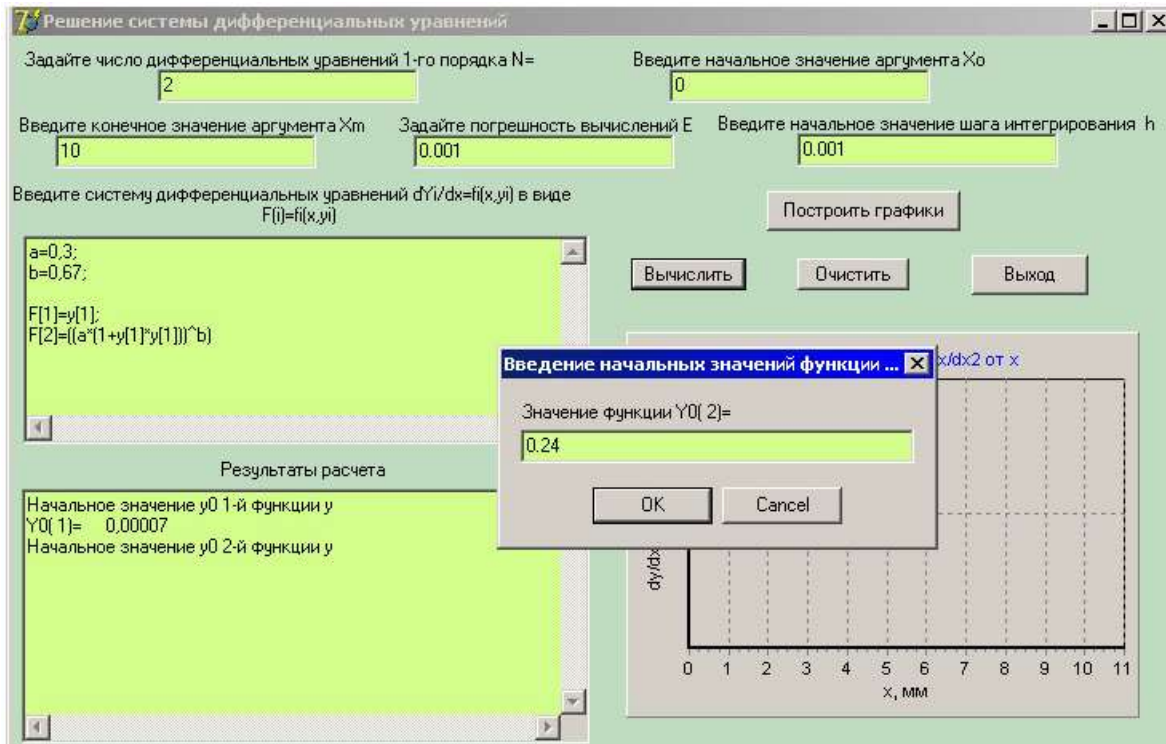 Решение системы дифференциальных уравнений
Задайте число дифференциальных уравнений 1-го порядка N=
2
Введите начальное значение аргумента Xo
0
Введите конечное значение аргумента Xm
10
Задайте погрешность вычислений E
0.001
Введите начальное значение шага интегрирования h
0.001
Введите систему дифференциальных уравнений dYi/dx=fi(x,yi) в виде
F(i)=fi(x,yi)
a=0,3;
b=0,67;
F[1]=y[1];
F[2]=((a*(1+y[1]*y[1]))^b)
Построить графики
Вычислить
Очистить
Выход
Введение начальных значений функции ...
Значение функции Y0( 2)=
0.24
OK
Cancel
Результаты расчета
Начальное значение y0 1-й функции y
Y0( 1)= 0,00007
Начальное значение y0 2-й функции y
x/dx2 от x
dy/dx
0 1 2 3 4 5 6 7 8 9 10 11
x, мм